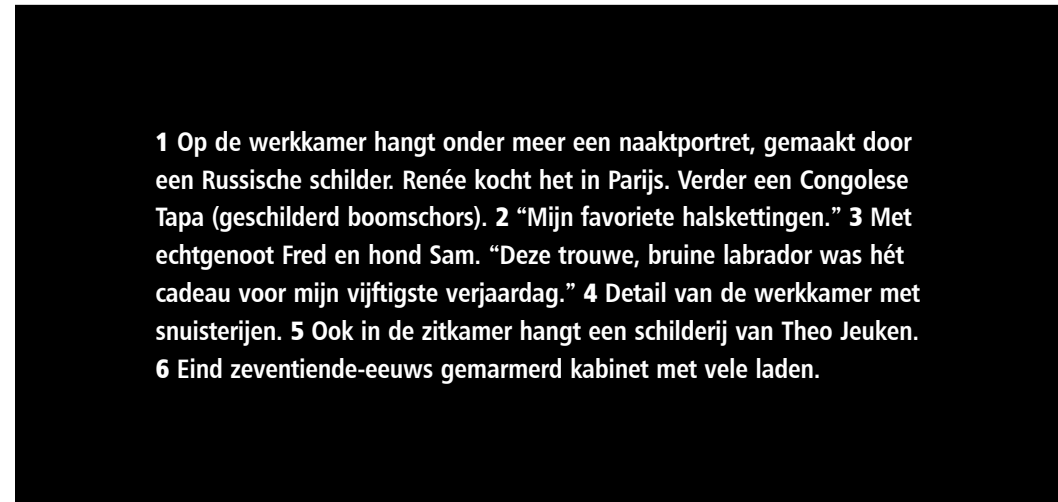 1 Op de werkkamer hangt onder meer een naaktportret, gemaakt door
een Russische schilder. Renée kocht het in Parijs. Verder een Congolese
Tapa (geschilderd boomschors). 2 “Mijn favoriete halskettingen.” 3 Met
echtgenoot Fred en hond Sam. “Deze trouwe, bruine labrador was hét
cadeau voor mijn vijftigste verjaardag.” 4 Detail van de werkkamer met
snuisterijen. 5 Ook in de zitkamer hangt een schilderij van Theo Jeuken.
6 Eind zeventiende-eeuws gemarmerd kabinet met vele laden.